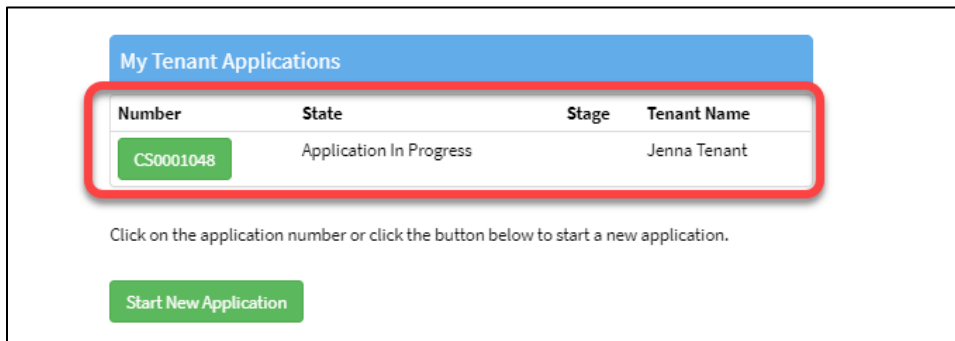 My Tenant Applications
Number State Stage Tenant Name
CS0001048 Application In Progress Jenna Tenant
Click on the application number or click the button below to start a new application.
Start New Application